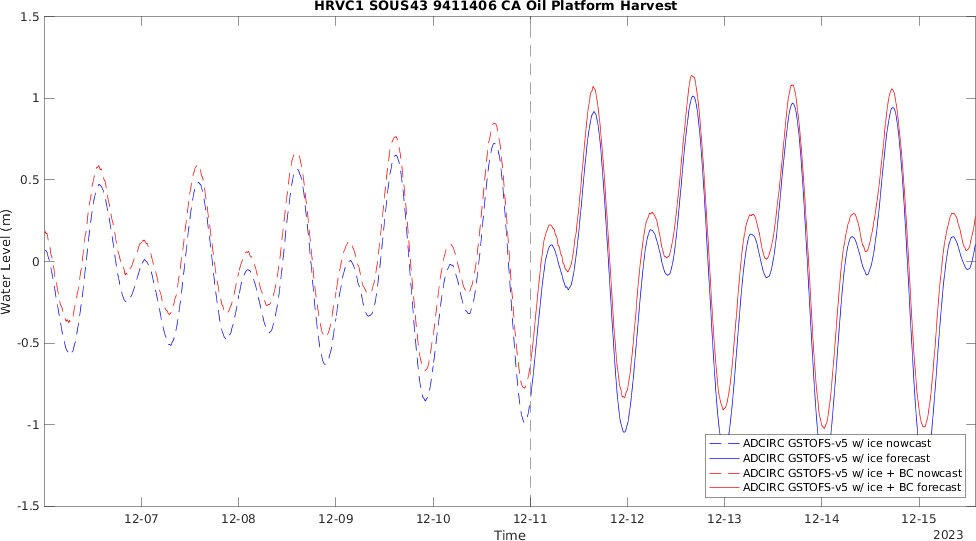 HRVC1 SOUS43 9411406 CA Oil Platform Harvest
1.5
1
0.5
0
-0.5
-1
-1.5
Water Level (m)
ADCIRC GSTOFS-v5 w/ ice nowcast
ADCIRC GSTOFS-v5 w/ ice forecast
ADCIRC GSTOFS-v5 w/ ice + BC nowcast
ADCIRC GSTOFS-v5 w/ ice + BC forecast
12-07 12-08 12-09 12-10 12-11 12-12 12-13 12-14 12-15
Time
2023